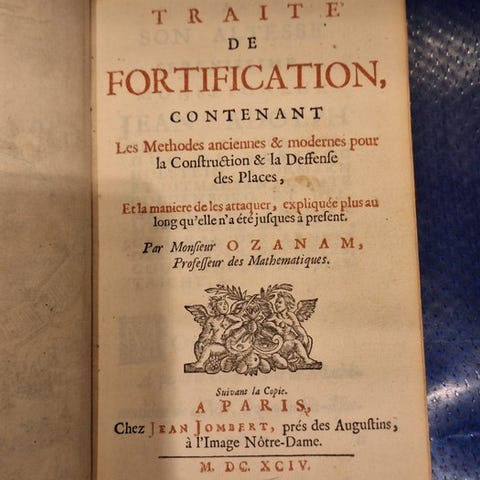 TRAITÉ
DE
FORTIFICATION,
CONTENANT
Les Methodes anciennes & modernes pour
la Conſtruction & la Deffenſe
des Places,
Et la maniere de les attaquer, expliquée plus au
long qu'elle n'a été juſques à preſent.
Par Monſieur OZANAM,
Profeſſeur des Mathematiques.
Suivant la Copie.
A PARIS,
Chez JEAN JOMBERT, prés des Auguſtins,
à l'Image Nôtre-Dame.
M. DC. XCIV.